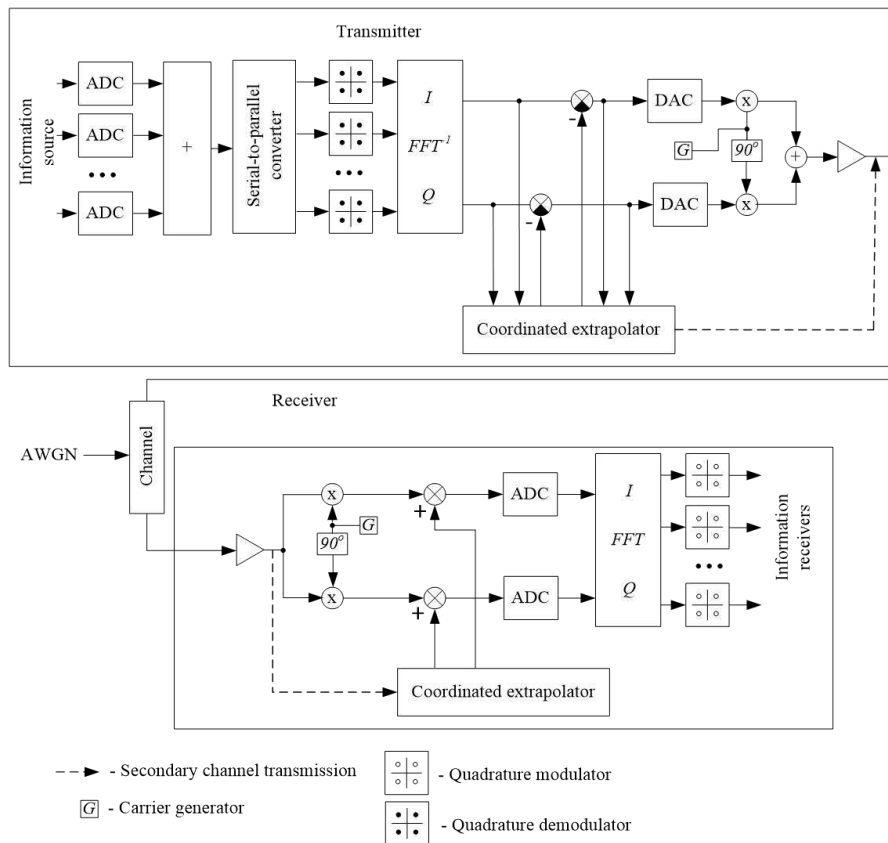 Transmitter
Information source
ADC
ADC
ADC
+
Serial-to-parallel converter
I
FFT⁻¹
Q
-
-
DAC
DAC
x
G
90°
x
+
Coordinated extrapolator
Receiver
AWGN
Channel
x
G
90°
x
+
+
ADC
ADC
I
FFT
Q
Information receivers
Coordinated extrapolator
- Secondary channel transmission
- Quadrature modulator
G - Carrier generator
- Quadrature demodulator